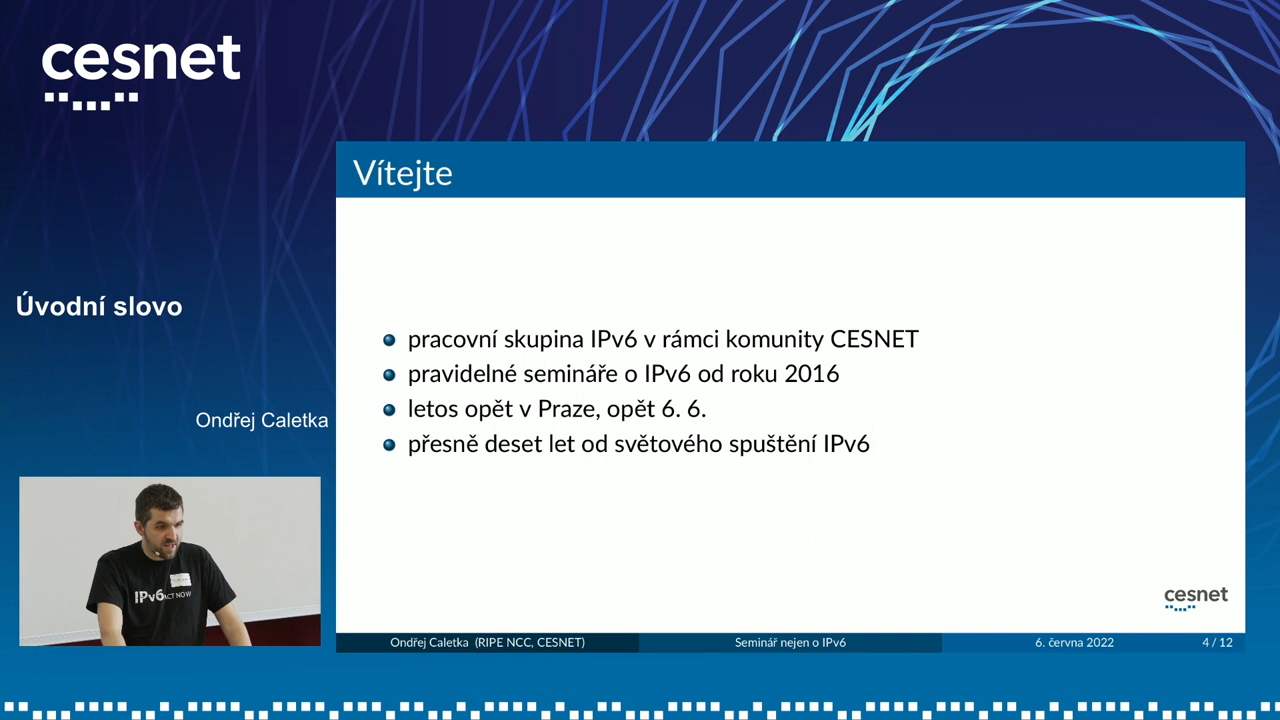 cesnet
Vítejte
Úvodní slovo
pracovní skupina IPv6 v rámci komunity CESNET
pravidelné semináře o IPv6 od roku 2016
letos opět v Praze, opět 6. 6.
přesně deset let od světového spuštění IPv6
Ondřej Caletka
IPv6 ACT NOW
cesnet
Ondřej Caletka (RIPE NCC, CESNET) Seminář nejen o IPv6 6. června 2022 4 / 12